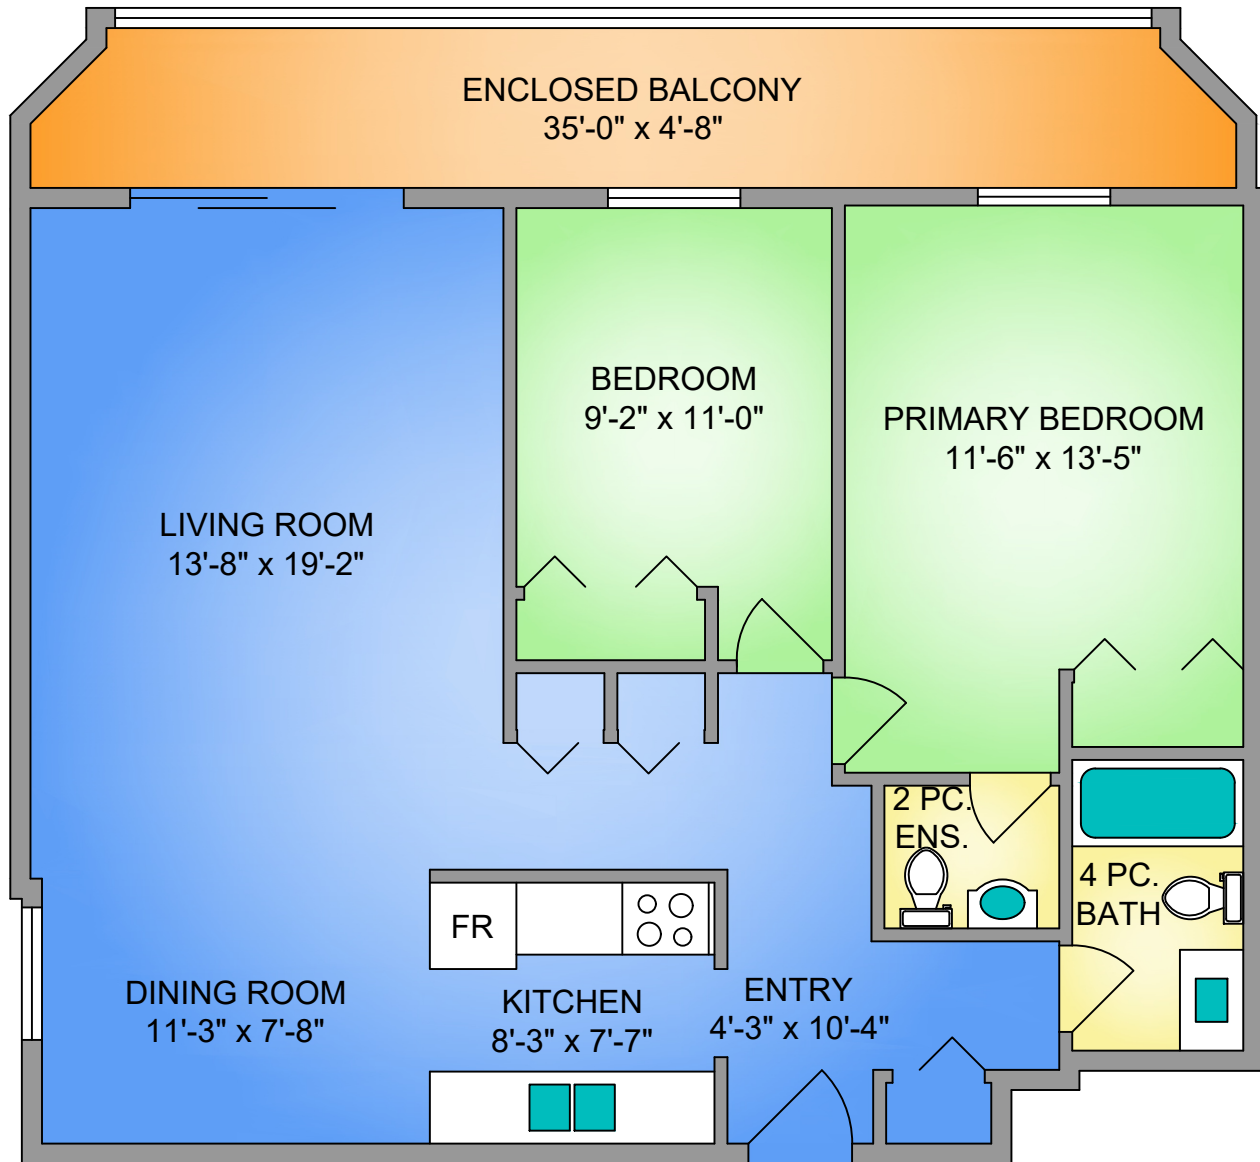 ENCLOSED BALCONY
35'-0" x 4'-8"
BEDROOM
9'-2" x 11'-0"
PRIMARY BEDROOM
11'-6" x 13'-5"
LIVING ROOM
13'-8" x 19'-2"
2 PC.
ENS.
4 PC.
BATH
FR
DINING ROOM
11'-3" x 7'-8"
KITCHEN
8'-3" x 7'-7"
ENTRY
4'-3" x 10'-4"